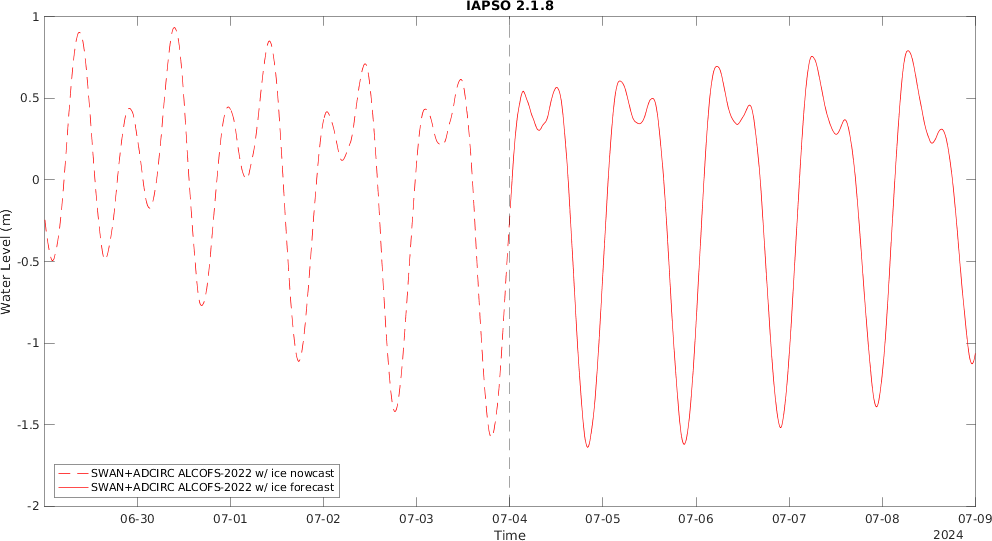 IAPSO 2.1.8
Water Level (m)
1
0.5
0
-0.5
-1
-1.5
-2
SWAN+ADCIRC ALCOFS-2022 w/ ice nowcast
SWAN+ADCIRC ALCOFS-2022 w/ ice forecast
06-30 07-01 07-02 07-03 07-04 07-05 07-06 07-07 07-08 07-09
Time
2024